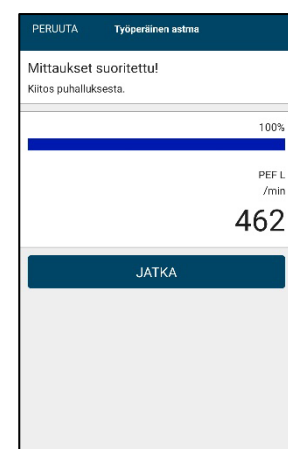 PERUUTA Työperäinen astma
Mittaukset suoritettu!
Kiitos puhalluksesta.
100%
PEF L
/min
462
JATKA